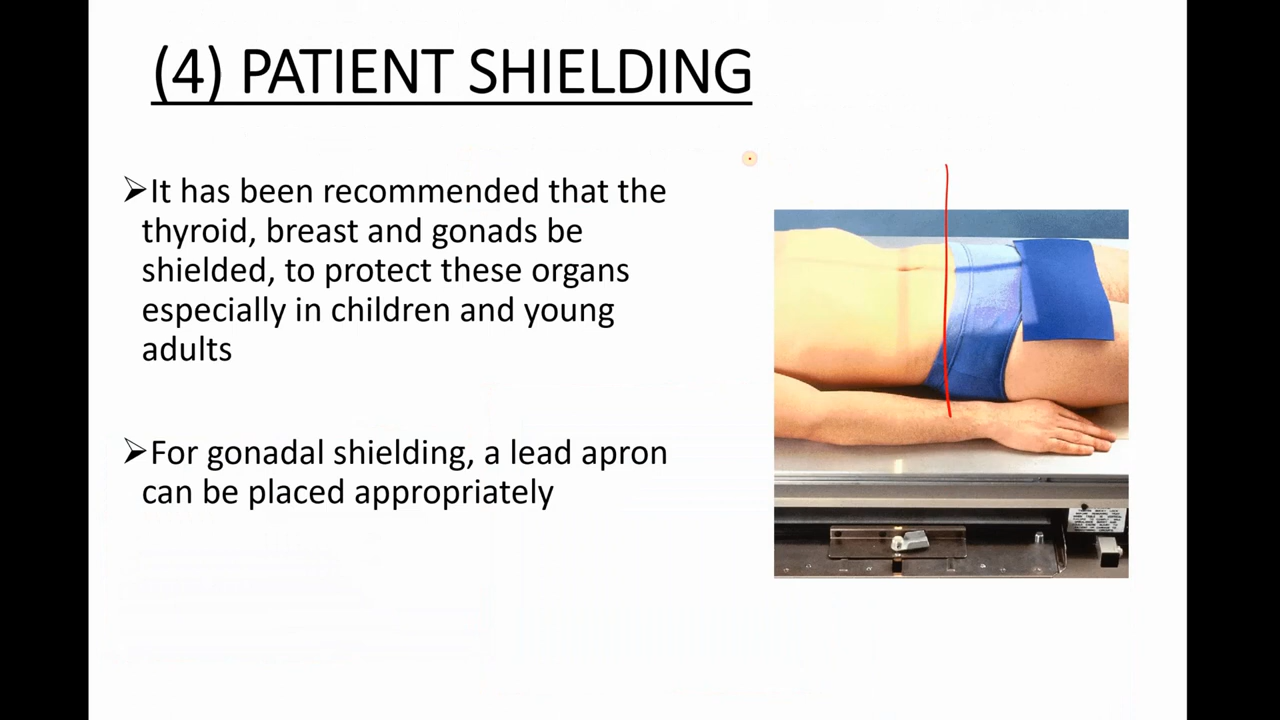 (4) PATIENT SHIELDING
➢It has been recommended that the
thyroid, breast and gonads be
shielded, to protect these organs
especially in children and young
adults
➢For gonadal shielding, a lead apron
can be placed appropriately